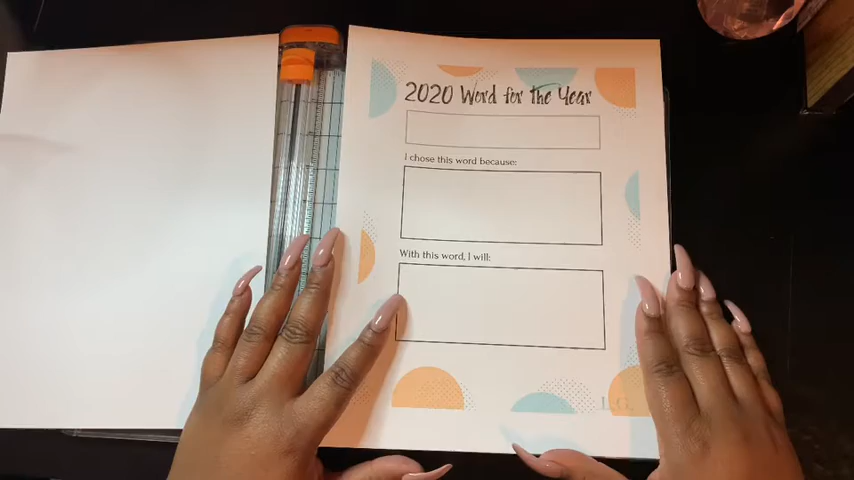 2020 Word for the Year
I chose this word because:
With this word, I will:
L.G.